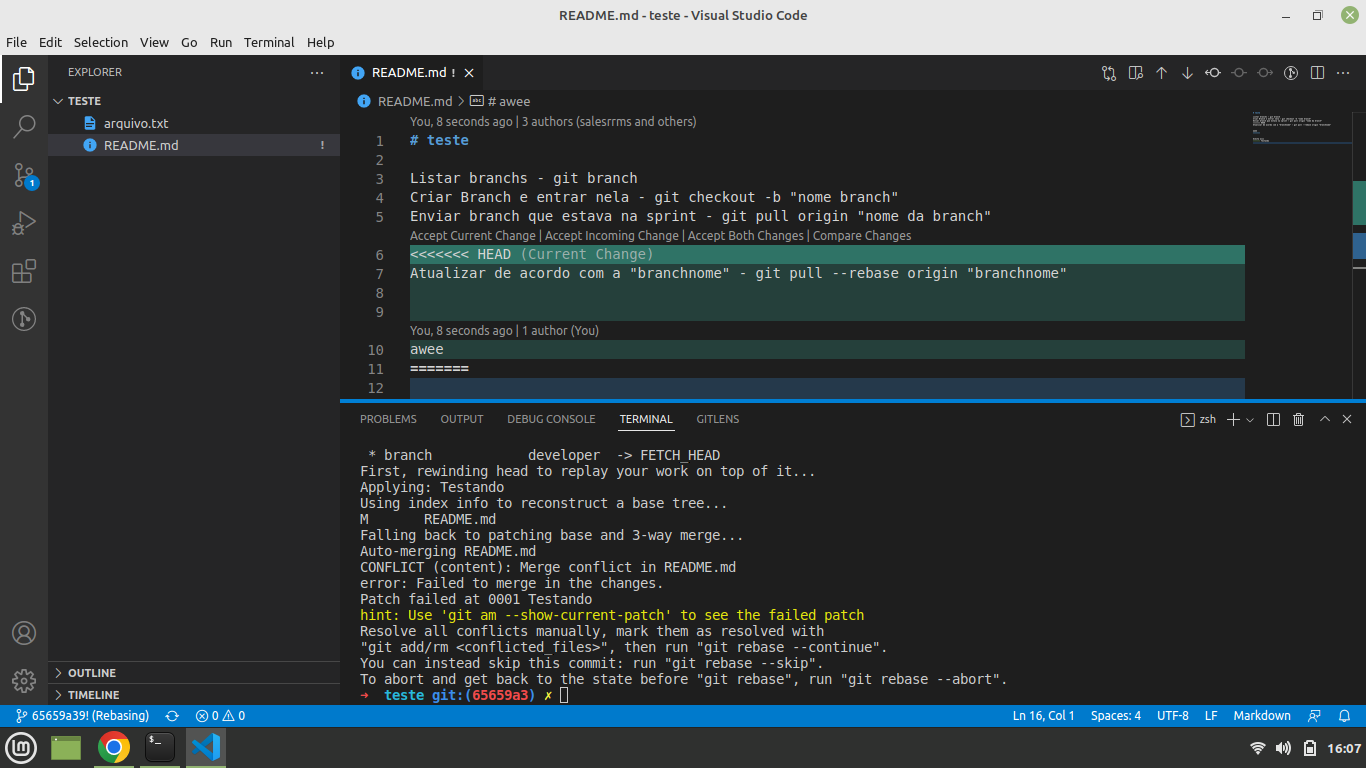 README.md - teste - Visual Studio Code
File Edit Selection View Go Run Terminal Help
EXPLORER
TESTE
arquivo.txt
README.md !
1
OUTLINE
TIMELINE
README.md !
README.md > # awee
You, 8 seconds ago | 3 authors (salesrrms and others)
1 # teste
2
3 Listar branchs - git branch
4 Criar Branch e entrar nela - git checkout -b "nome branch"
5 Enviar branch que estava na sprint - git pull origin "nome da branch"
Accept Current Change | Accept Incoming Change | Accept Both Changes | Compare Changes
6 <<<<<<< HEAD (Current Change)
7 Atualizar de acordo com a "branchnome" - git pull --rebase origin "branchnome"
8
9
You, 8 seconds ago | 1 author (You)
10 awee
11 =======
12
PROBLEMS OUTPUT DEBUG CONSOLE TERMINAL GITLENS
zsh
* branch developer -> FETCH_HEAD
First, rewinding head to replay your work on top of it...
Applying: Testando
Using index info to reconstruct a base tree...
M README.md
Falling back to patching base and 3-way merge...
Auto-merging README.md
CONFLICT (content): Merge conflict in README.md
error: Failed to merge in the changes.
Patch failed at 0001 Testando
hint: Use 'git am --show-current-patch' to see the failed patch
Resolve all conflicts manually, mark them as resolved with
"git add/rm <conflicted_files>", then run "git rebase --continue".
You can instead skip this commit: run "git rebase --skip".
To abort and get back to the state before "git rebase", run "git rebase --abort".
➜ teste git:(65659a3) ✗
65659a39! (Rebasing) 0 0 Ln 16, Col 1 Spaces: 4 UTF-8 LF Markdown
16:07